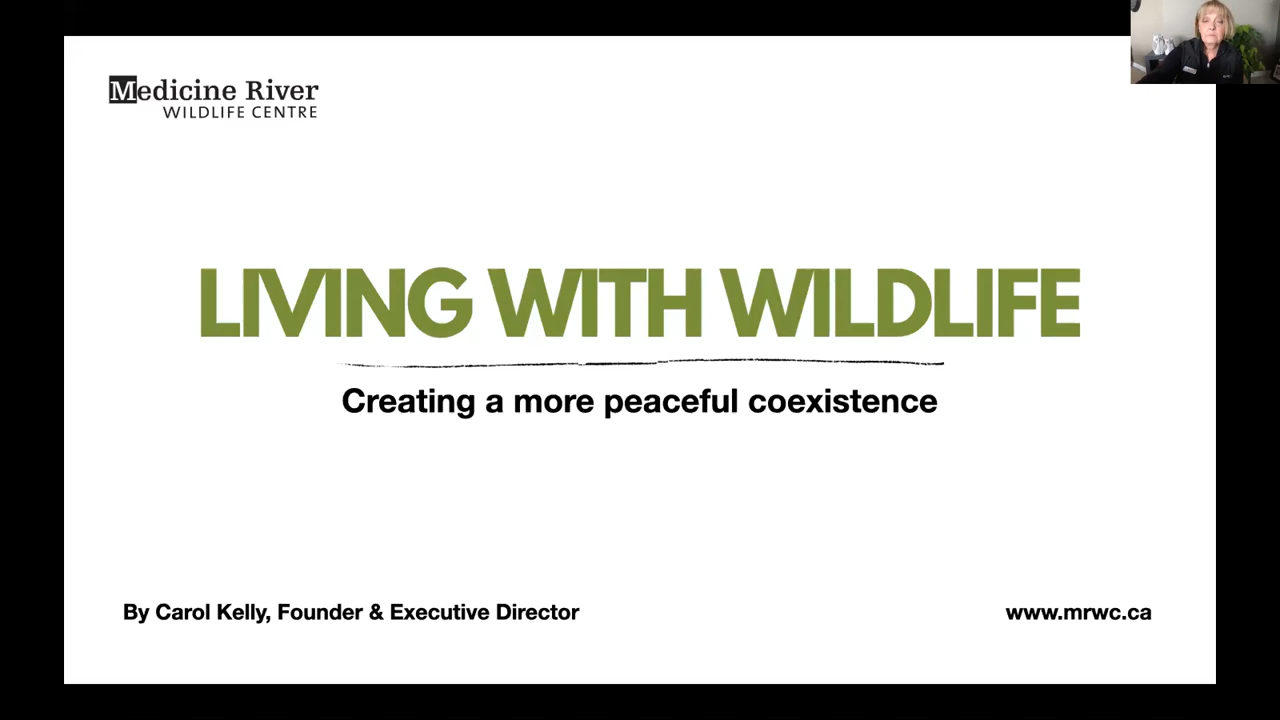 Medicine River
WILDLIFE CENTRE
LIVING WITH WILDLIFE
Creating a more peaceful coexistence
By Carol Kelly, Founder & Executive Director
www.mrwc.ca